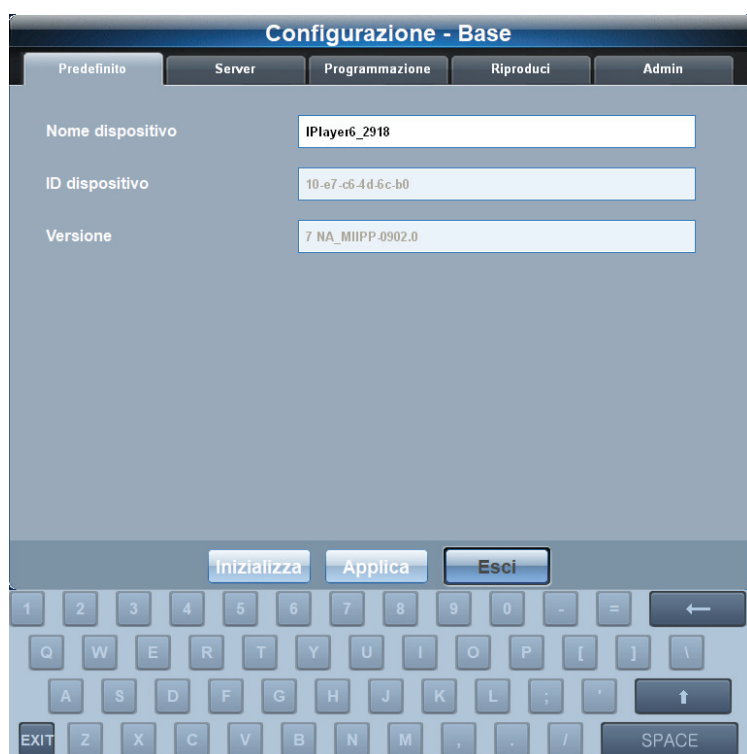 Configurazione - Base
Predefinito Server Programmazione Riproduci Admin
Nome dispositivo IPlayer6_2918
ID dispositivo 10-e7-c6-4d-6c-b0
Versione 7 NA_MIIPP-0902.0
Inizializza Applica Esci
1 2 3 4 5 6 7 8 9 0 - = ←
Q W E R T Y U I O P [ ] \
A S D F G H J K L ; ' ⬆
EXIT Z X C V B N M , . / SPACE